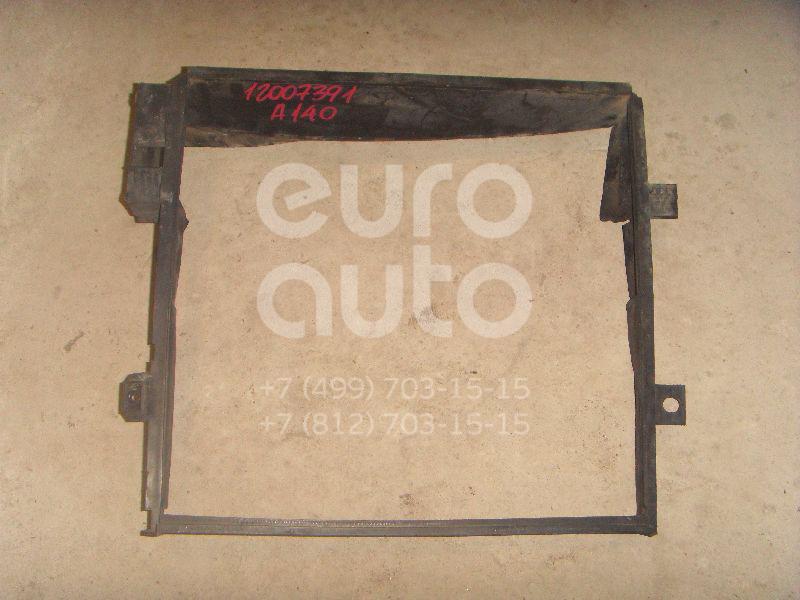 12007391
A140
euro
auto
+7 (499) 703-15-15
+7 (812) 703-15-15